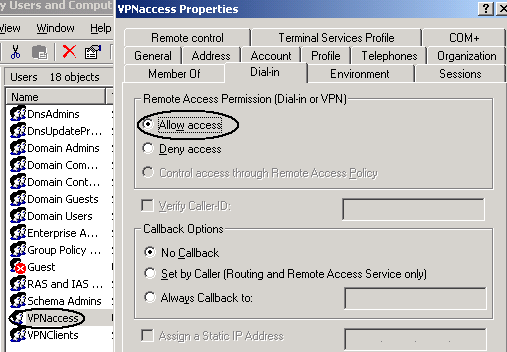 y Users and Comput
View Window Help
Users 18 objects
Name
DnsAdmins
DnsUpdatePr...
Domain Admins
Domain Com...
Domain Cont...
Domain Guests
Domain Users
Enterprise A...
Group Policy ...
Guest
RAS and IAS ...
Schema Admins
VPNaccess
VPNClients
VPNaccess Properties
Remote control Terminal Services Profile COM+
General Address Account Profile Telephones Organization
Member Of Dial-in Environment Sessions
Remote Access Permission (Dial-in or VPN)
Allow access
Deny access
Control access through Remote Access Policy
Verify Caller-ID:
Callback Options
No Callback
Set by Caller (Routing and Remote Access Service only)
Always Callback to:
Assign a Static IP Address